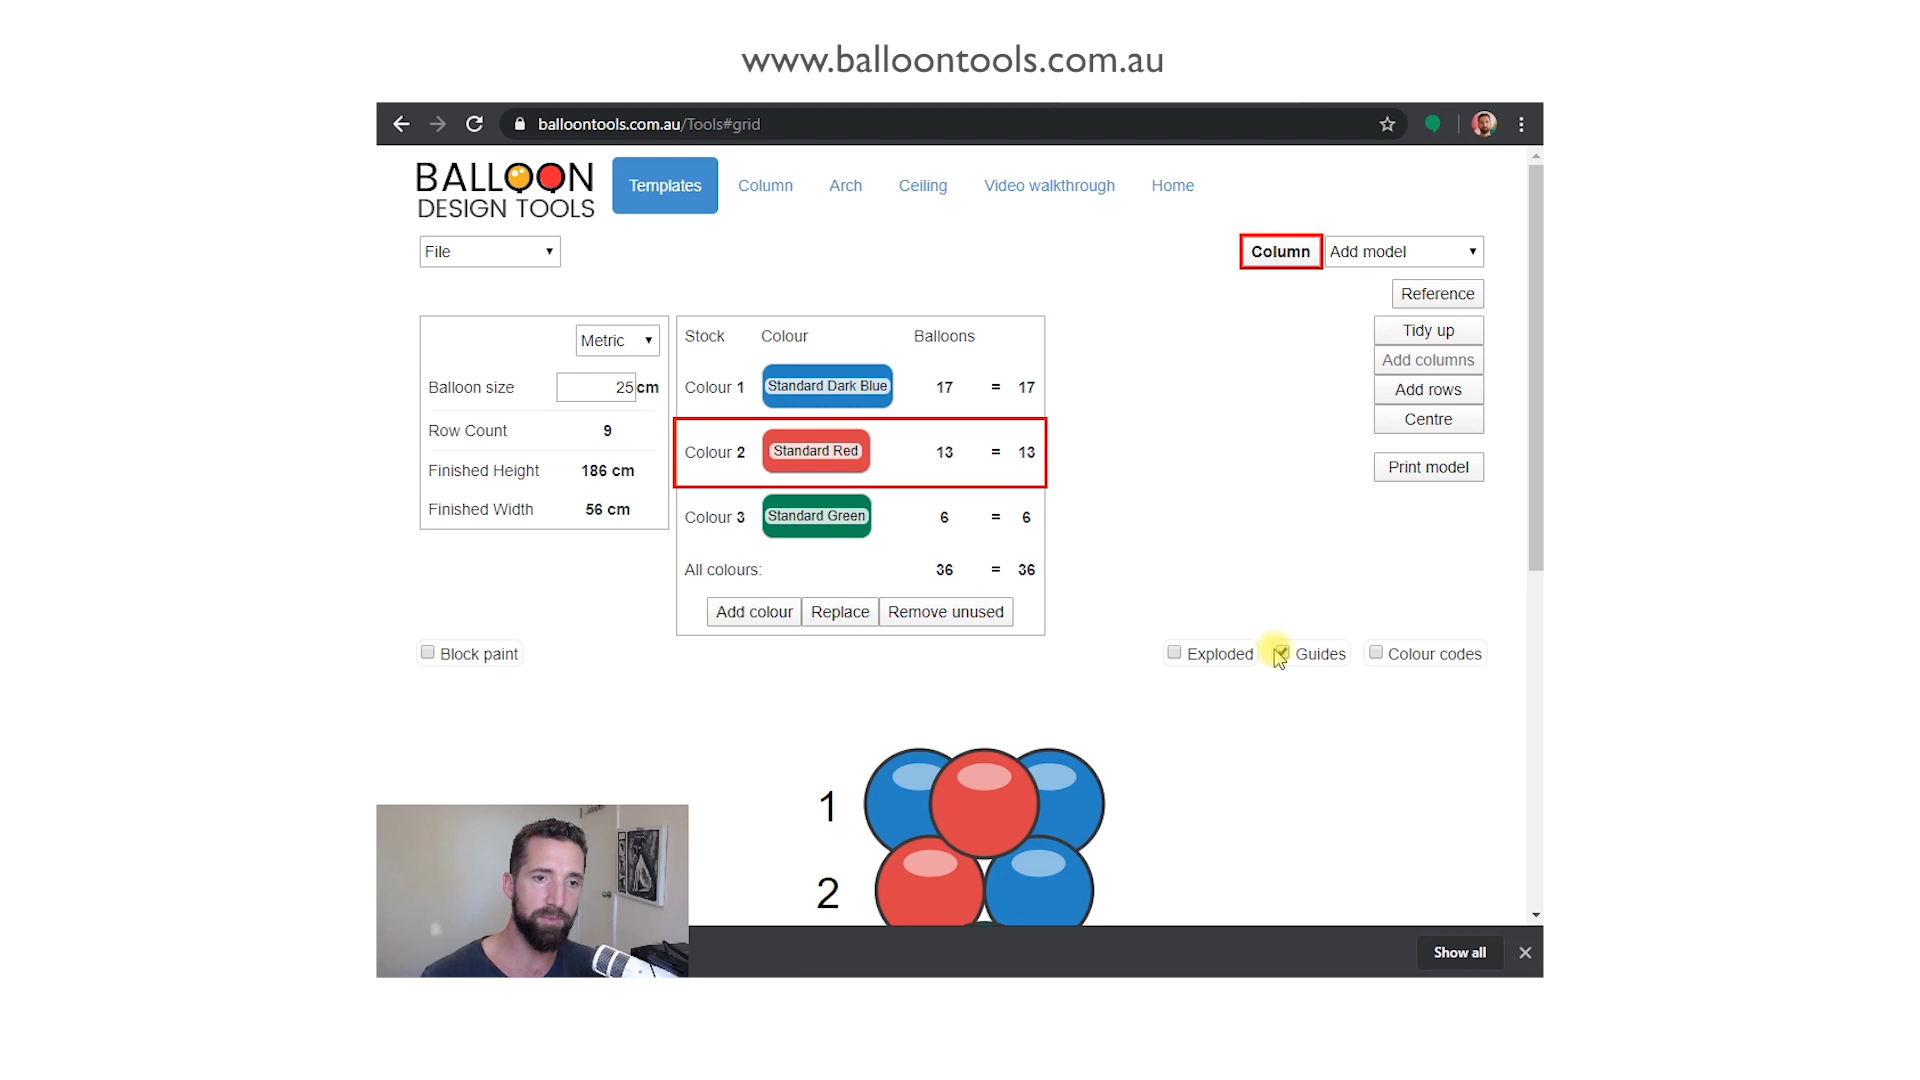 www.balloontools.com.au
balloontools.com.au/Tools#grid
BALLOON
DESIGN TOOLS
Templates Column Arch Ceiling Video walkthrough Home
File
Column Add model
Reference
Tidy up
Add columns
Add rows
Centre
Print model
Metric
Balloon size 25 cm
Row Count 9
Finished Height 186 cm
Finished Width 56 cm
Stock Colour Balloons
Colour 1 Standard Dark Blue 17 = 17
Colour 2 Standard Red 13 = 13
Colour 3 Standard Green 6 = 6
All colours: 36 = 36
Add colour Replace Remove unused
Block paint Exploded Guides Colour codes
1
2
Show all